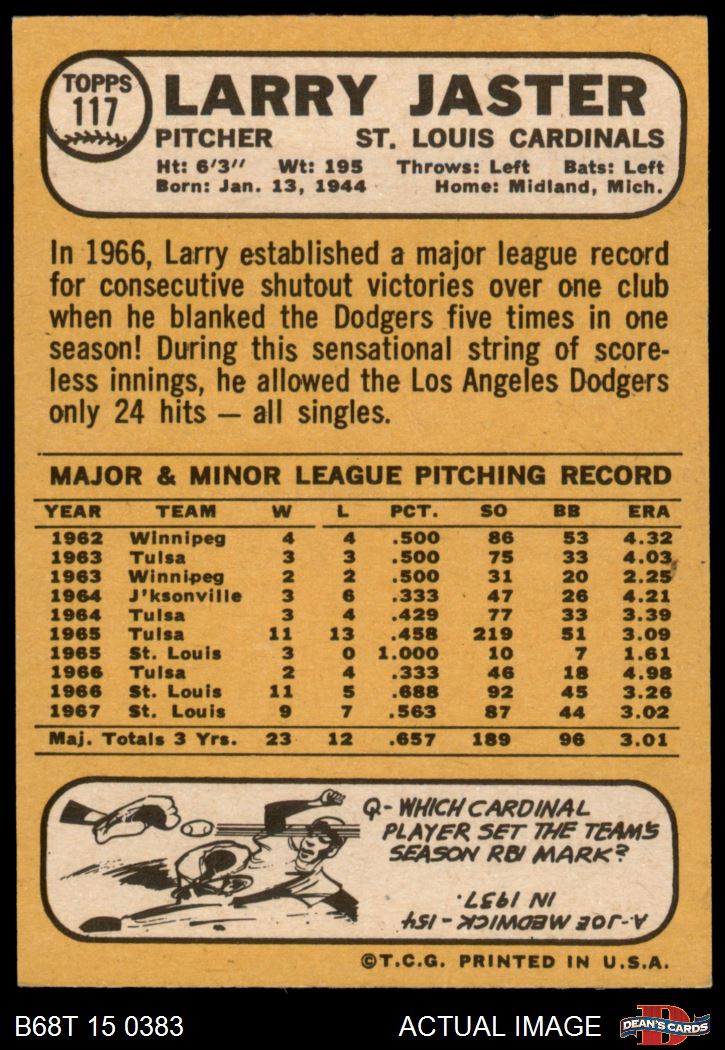 TOPPS
117
LARRY JASTER
PITCHER ST. LOUIS CARDINALS
Ht: 6'3" Wt: 195 Throws: Left Bats: Left
Born: Jan. 13, 1944 Home: Midland, Mich.
In 1966, Larry established a major league record
for consecutive shutout victories over one club
when he blanked the Dodgers five times in one
season! During this sensational string of score-
less innings, he allowed the Los Angeles Dodgers
only 24 hits — all singles.
MAJOR & MINOR LEAGUE PITCHING RECORD
YEAR TEAM W L PCT. SO BB ERA
1962 Winnipeg 4 4 .500 86 53 4.32
1963 Tulsa 3 3 .500 75 33 4.03
1963 Winnipeg 2 2 .500 31 20 2.25
1964 J'ksonville 3 6 .333 47 26 4.21
1964 Tulsa 3 4 .429 77 33 3.39
1965 Tulsa 11 13 .458 219 51 3.09
1965 St. Louis 3 0 1.000 10 7 1.61
1966 Tulsa 2 4 .333 46 18 4.98
1966 St. Louis 11 5 .688 92 45 3.26
1967 St. Louis 9 7 .563 87 44 3.02
Maj. Totals 3 Yrs. 23 12 .657 189 96 3.01
Q- WHICH CARDINAL
PLAYER SET THE TEAM'S
SEASON RBI MARK?
A-JOE MEDWICK - 154
IN 1937.
©T.C.G. PRINTED IN U.S.A.
B68T 15 0383 ACTUAL IMAGE
D
DEAN'S CARDS